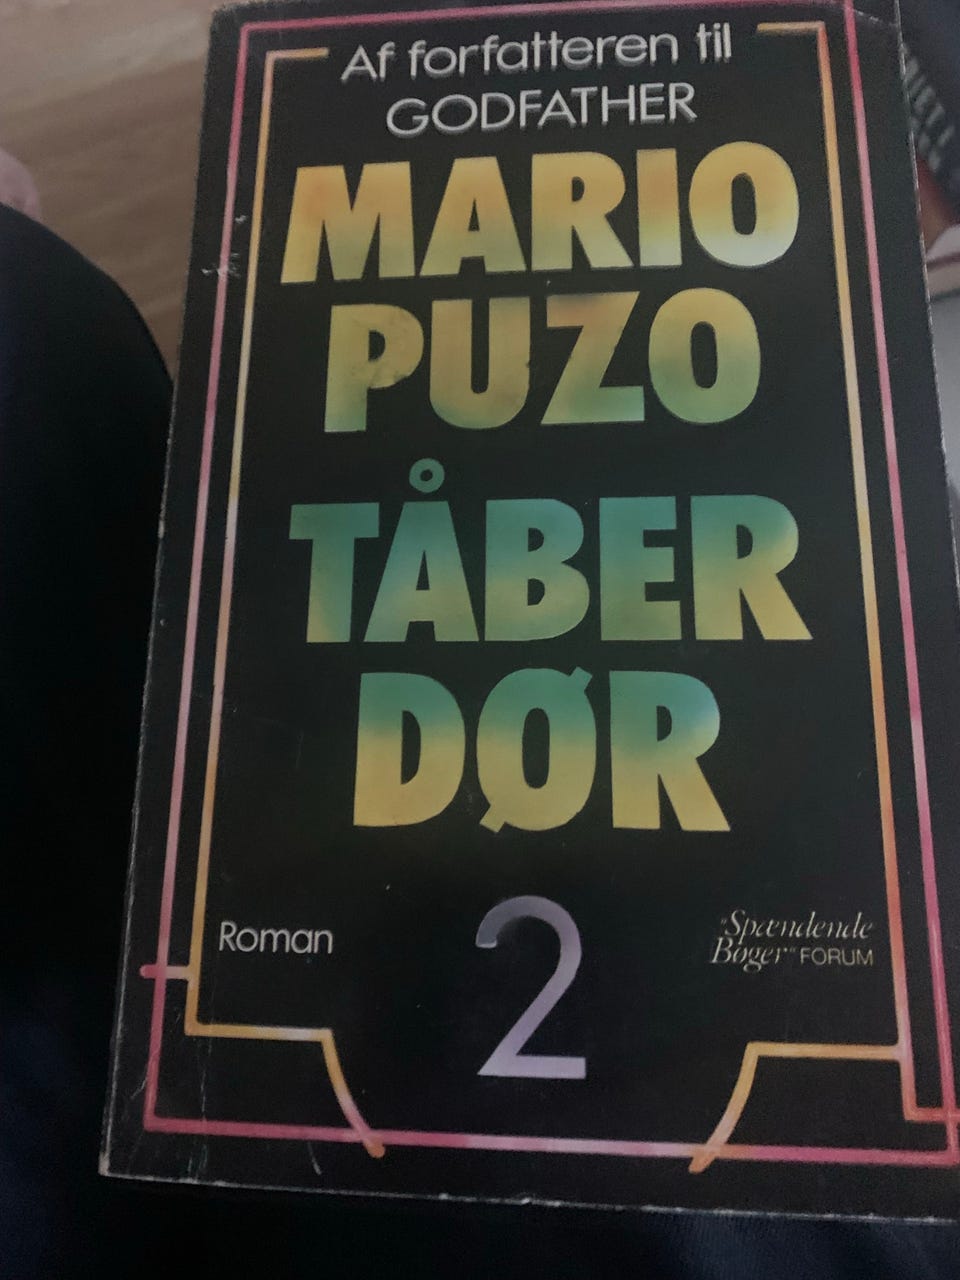 Af forfatteren til
GODFATHER
MARIO
PUZO
TÅBER
DØR
Roman
2
"Spændende
Bøger" FORUM